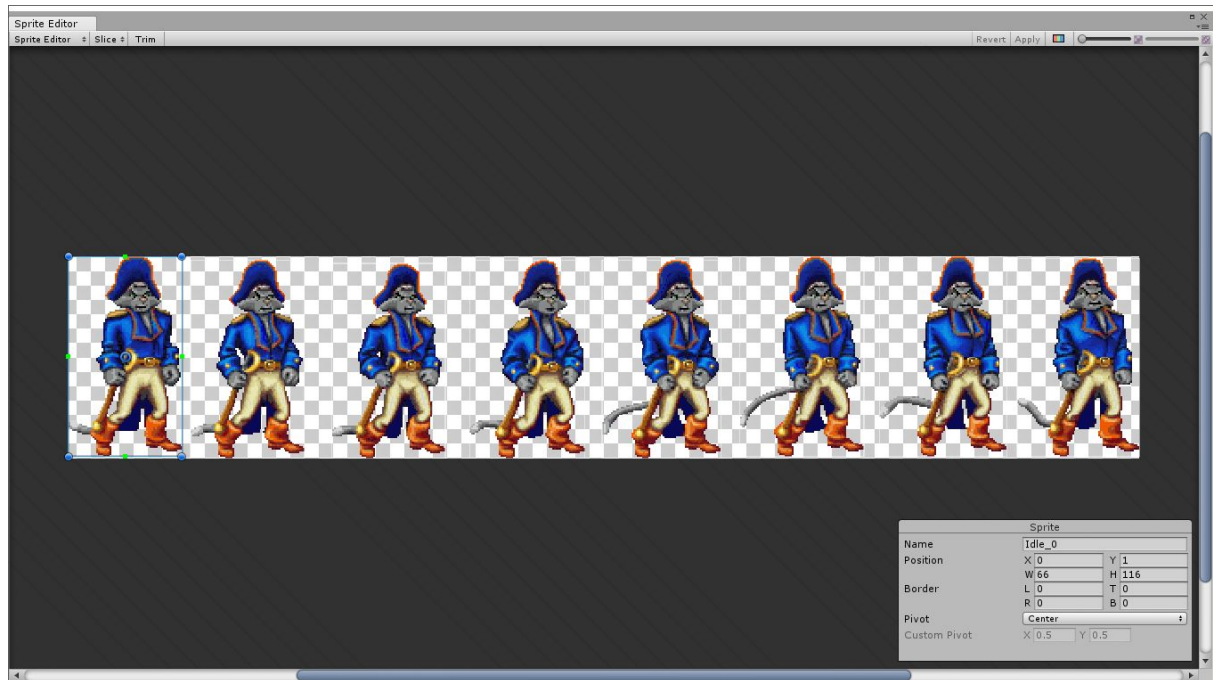 Sprite Editor
Sprite Editor Slice Trim Revert Apply
Sprite
Name Idle_0
Position X 0 Y 1
W 66 H 116
Border L 0 T 0
R 0 B 0
Pivot Center
Custom Pivot X 0.5 Y 0.5